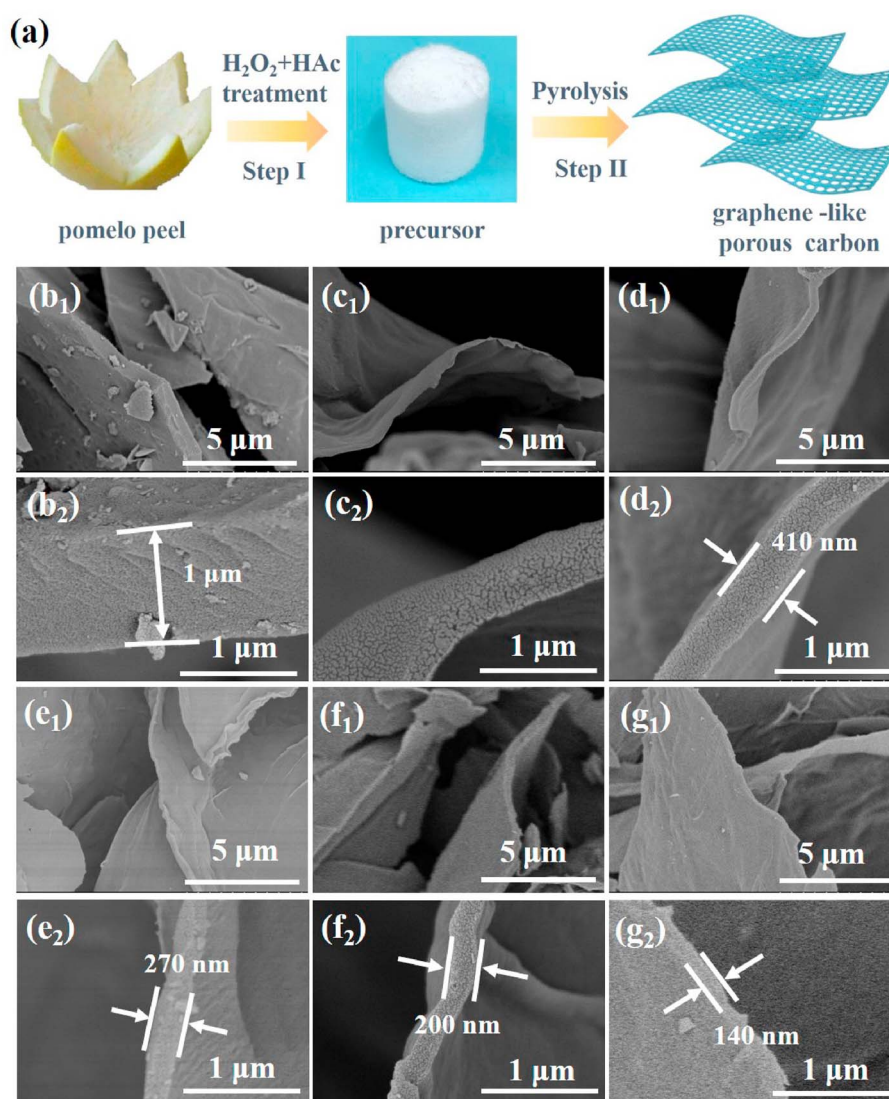 (a)
H₂O₂+HAc
treatment
Step I
Pyrolysis
Step II
pomelo peel
precursor
graphene -like
porous carbon
(b₁)
5 μm
(c₁)
5 μm
(d₁)
5 μm
(b₂)
1 μm
1 μm
(c₂)
1 μm
(d₂)
410 nm
1 μm
(e₁)
5 μm
(f₁)
5 μm
(g₁)
5 μm
(e₂)
270 nm
1 μm
(f₂)
200 nm
1 μm
(g₂)
140 nm
1 μm